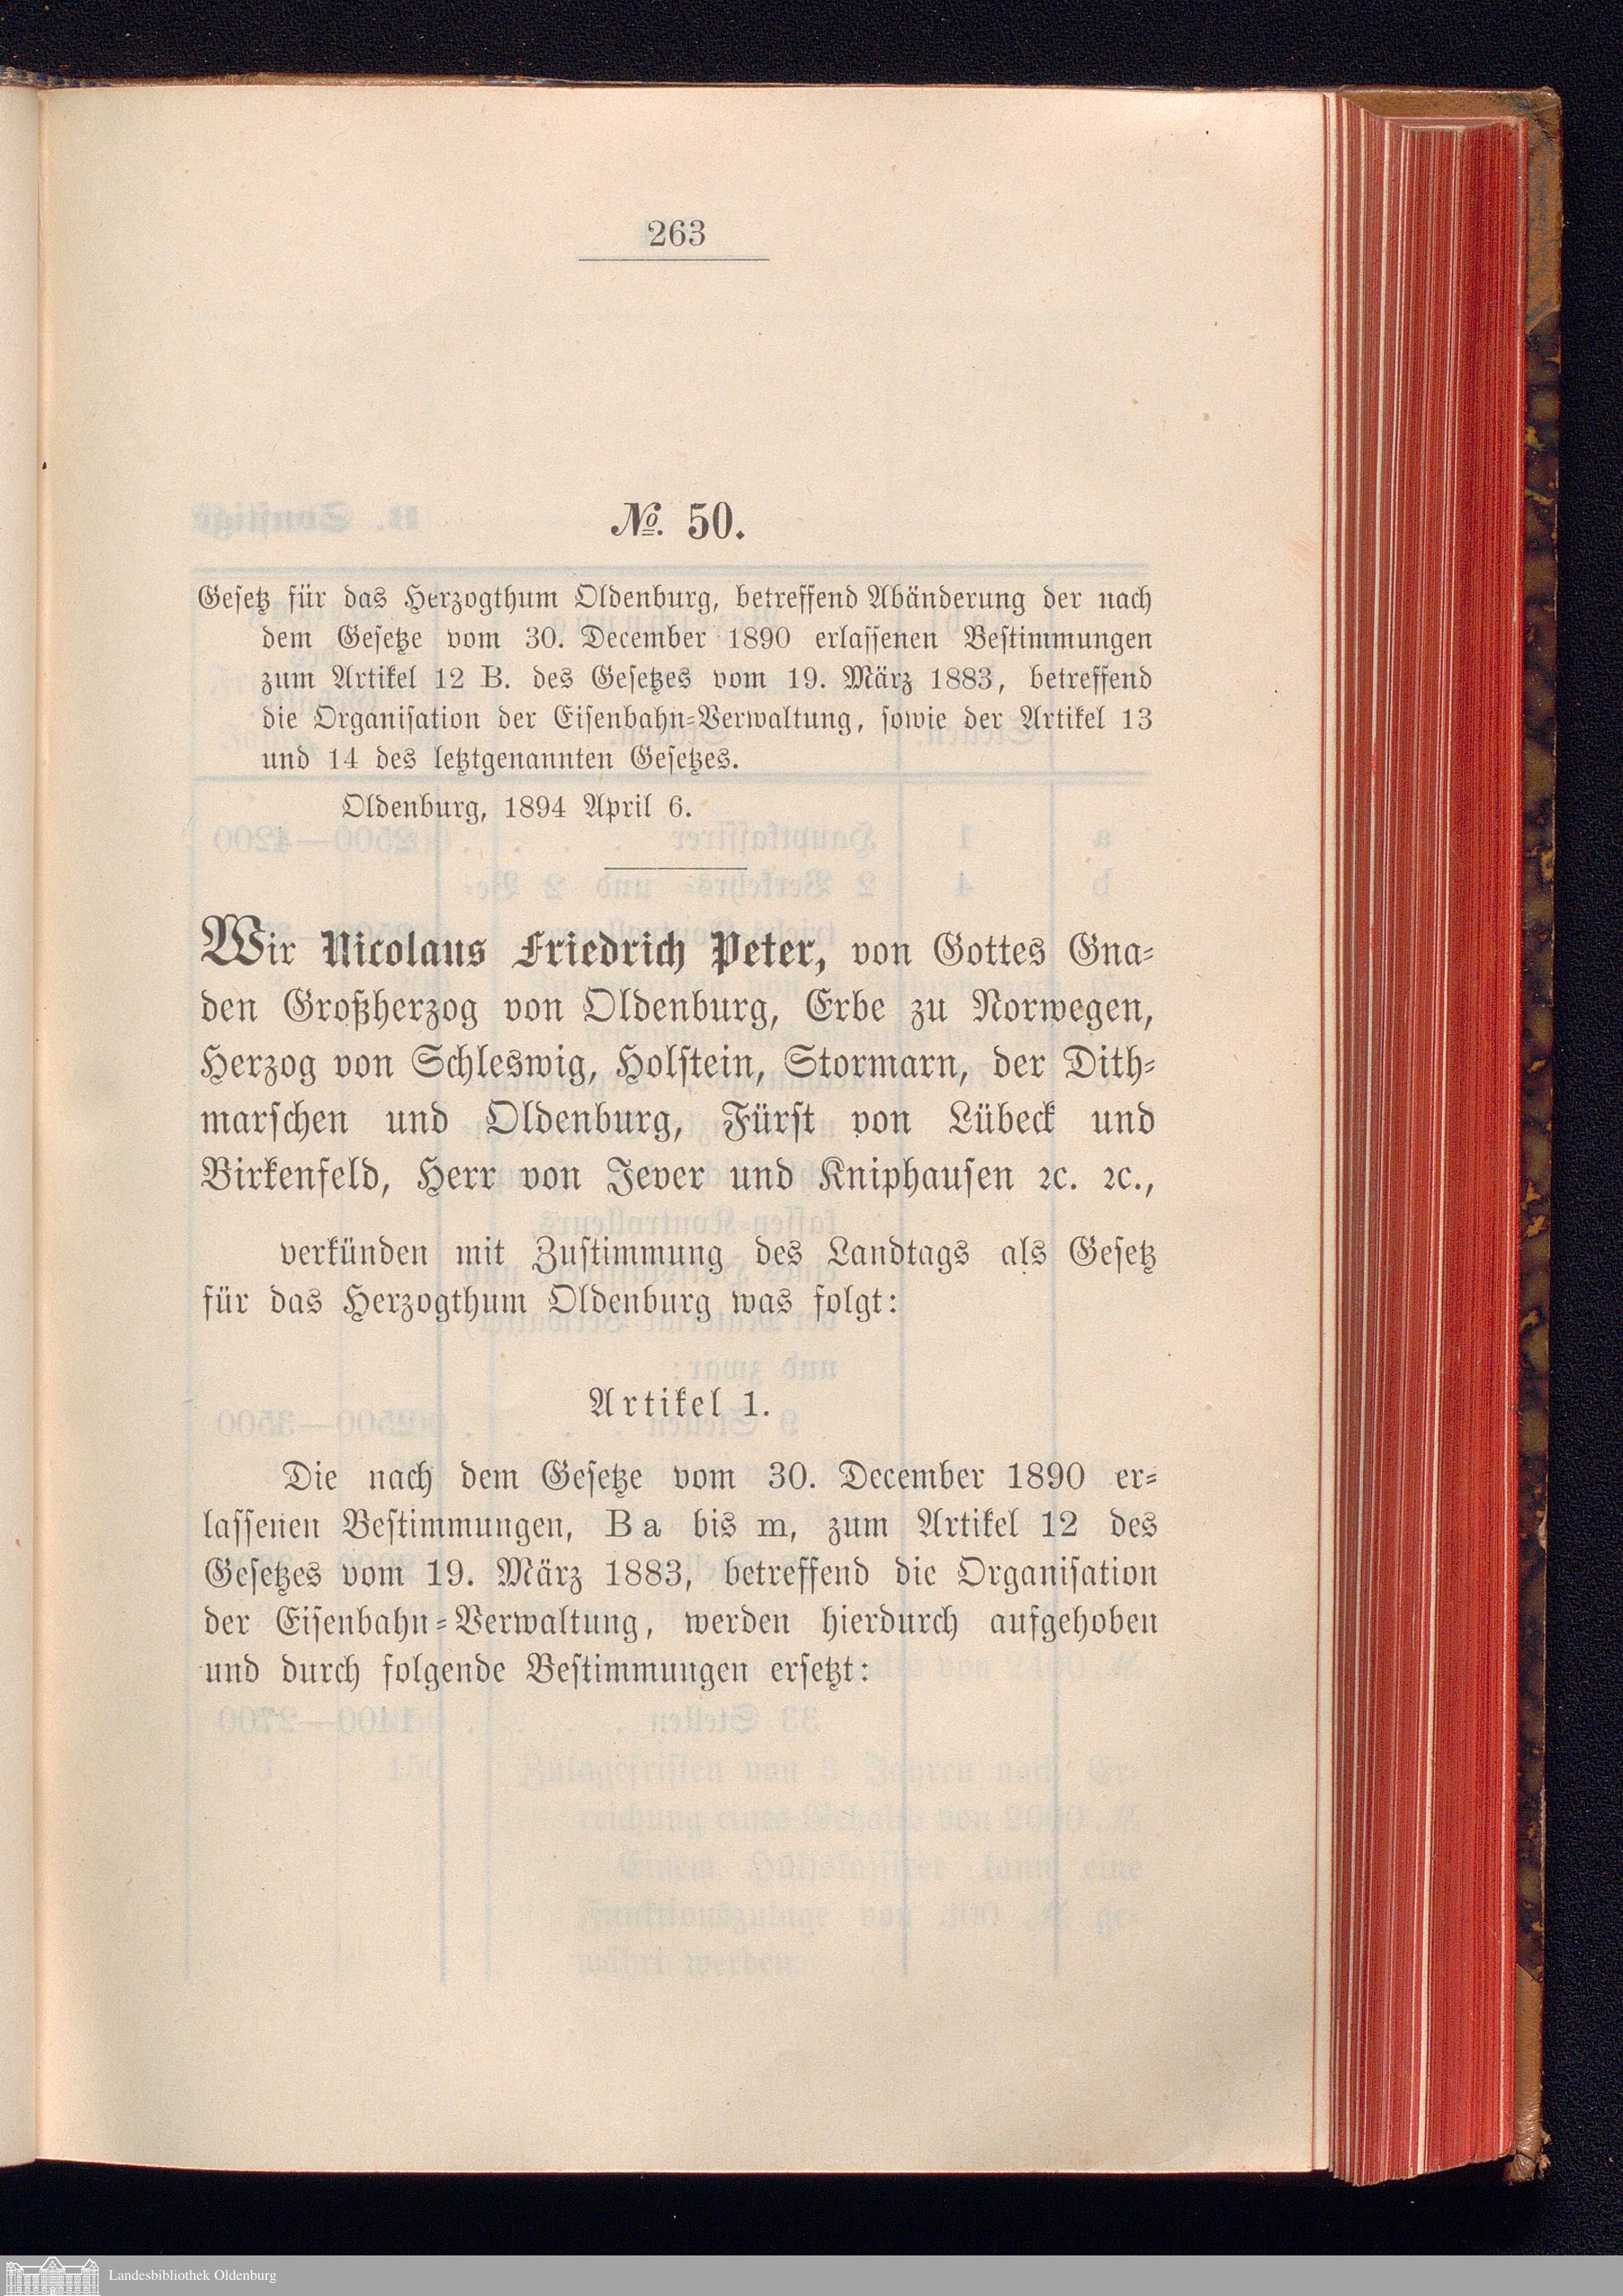 263
№. 50.
Gesetz für das Herzogthum Oldenburg, betreffend Abänderung der nach
dem Gesetze vom 30. December 1890 erlassenen Bestimmungen
zum Artikel 12 B. des Gesetzes vom 19. März 1883, betreffend
die Organisation der Eisenbahn-Verwaltung, sowie der Artikel 13
und 14 des letztgenannten Gesetzes.
Oldenburg, 1894 April 6.
Wir Nicolaus Friedrich Peter, von Gottes Gna-
den Großherzog von Oldenburg, Erbe zu Norwegen,
Herzog von Schleswig, Holstein, Stormarn, der Dith-
marschen und Oldenburg, Fürst von Lübeck und
Birkenfeld, Herr von Jever und Kniphausen ꝛc. ꝛc.,
verkünden mit Zustimmung des Landtags als Gesetz
für das Herzogthum Oldenburg was folgt:
Artikel 1.
Die nach dem Gesetze vom 30. December 1890 er-
lassenen Bestimmungen, B a bis m, zum Artikel 12 des
Gesetzes vom 19. März 1883, betreffend die Organisation
der Eisenbahn-Verwaltung, werden hierdurch aufgehoben
und durch folgende Bestimmungen ersetzt:
Landesbibliothek Oldenburg